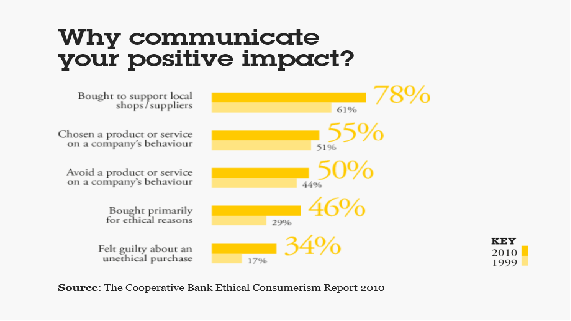 Why communicate
your positive impact?
Bought to support local
shops/suppliers
78%
61%
Chosen a product or service
on a company's behaviour
55%
51%
Avoid a product or service
on a company's behaviour
50%
44%
Bought primarily
for ethical reasons
46%
29%
Felt guilty about an
unethical purchase
34%
17%
KEY
2010
1999
Source: The Cooperative Bank Ethical Consumerism Report 2010